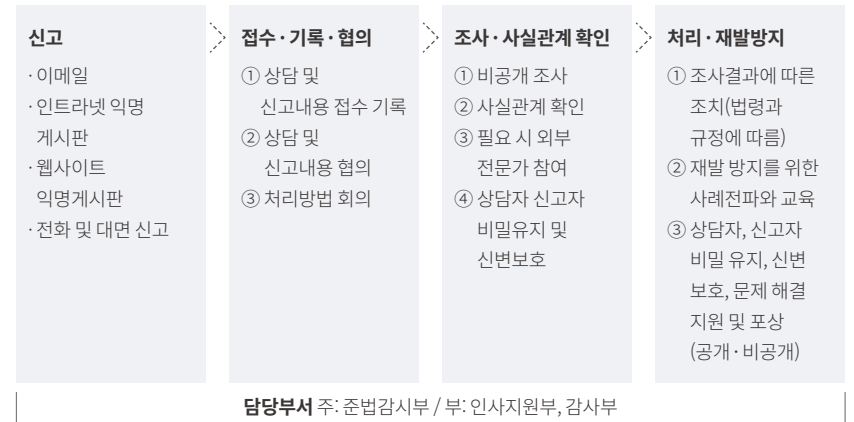 신고
· 이메일
· 인트라넷 익명
게시판
· 웹사이트
익명게시판
· 전화 및 대면 신고
접수 · 기록 · 협의
① 상담 및
신고내용 접수 기록
② 상담 및
신고내용 협의
③ 처리방법 회의
조사 · 사실관계 확인
① 비공개 조사
② 사실관계 확인
③ 필요 시 외부
전문가 참여
④ 상담자 신고자
비밀유지 및
신변보호
처리 · 재발방지
① 조사결과에 따른
조치(법령과
규정에 따름)
② 재발 방지를 위한
사례전파와 교육
③ 상담자, 신고자
비밀 유지, 신변
보호, 문제 해결
지원 및 포상
(공개 · 비공개)
담당부서 주: 준법감시부 / 부: 인사지원부, 감사부